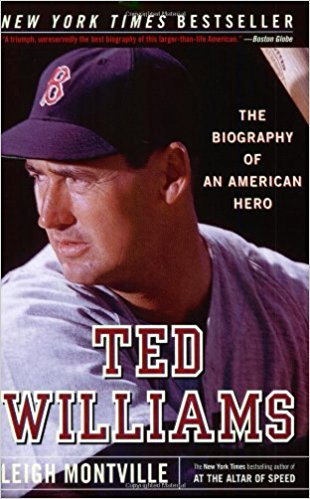 NEW YORK TIMES BESTSELLER
"A triumph, unreservedly the best biography of this larger-than-life American." —Boston Globe
B
THE
BIOGRAPHY
OF
AN AMERICAN
HERO
TED
WILLIAMS
LEIGH MONTVILLE
The New York Times bestselling author of
AT THE ALTAR OF SPEED